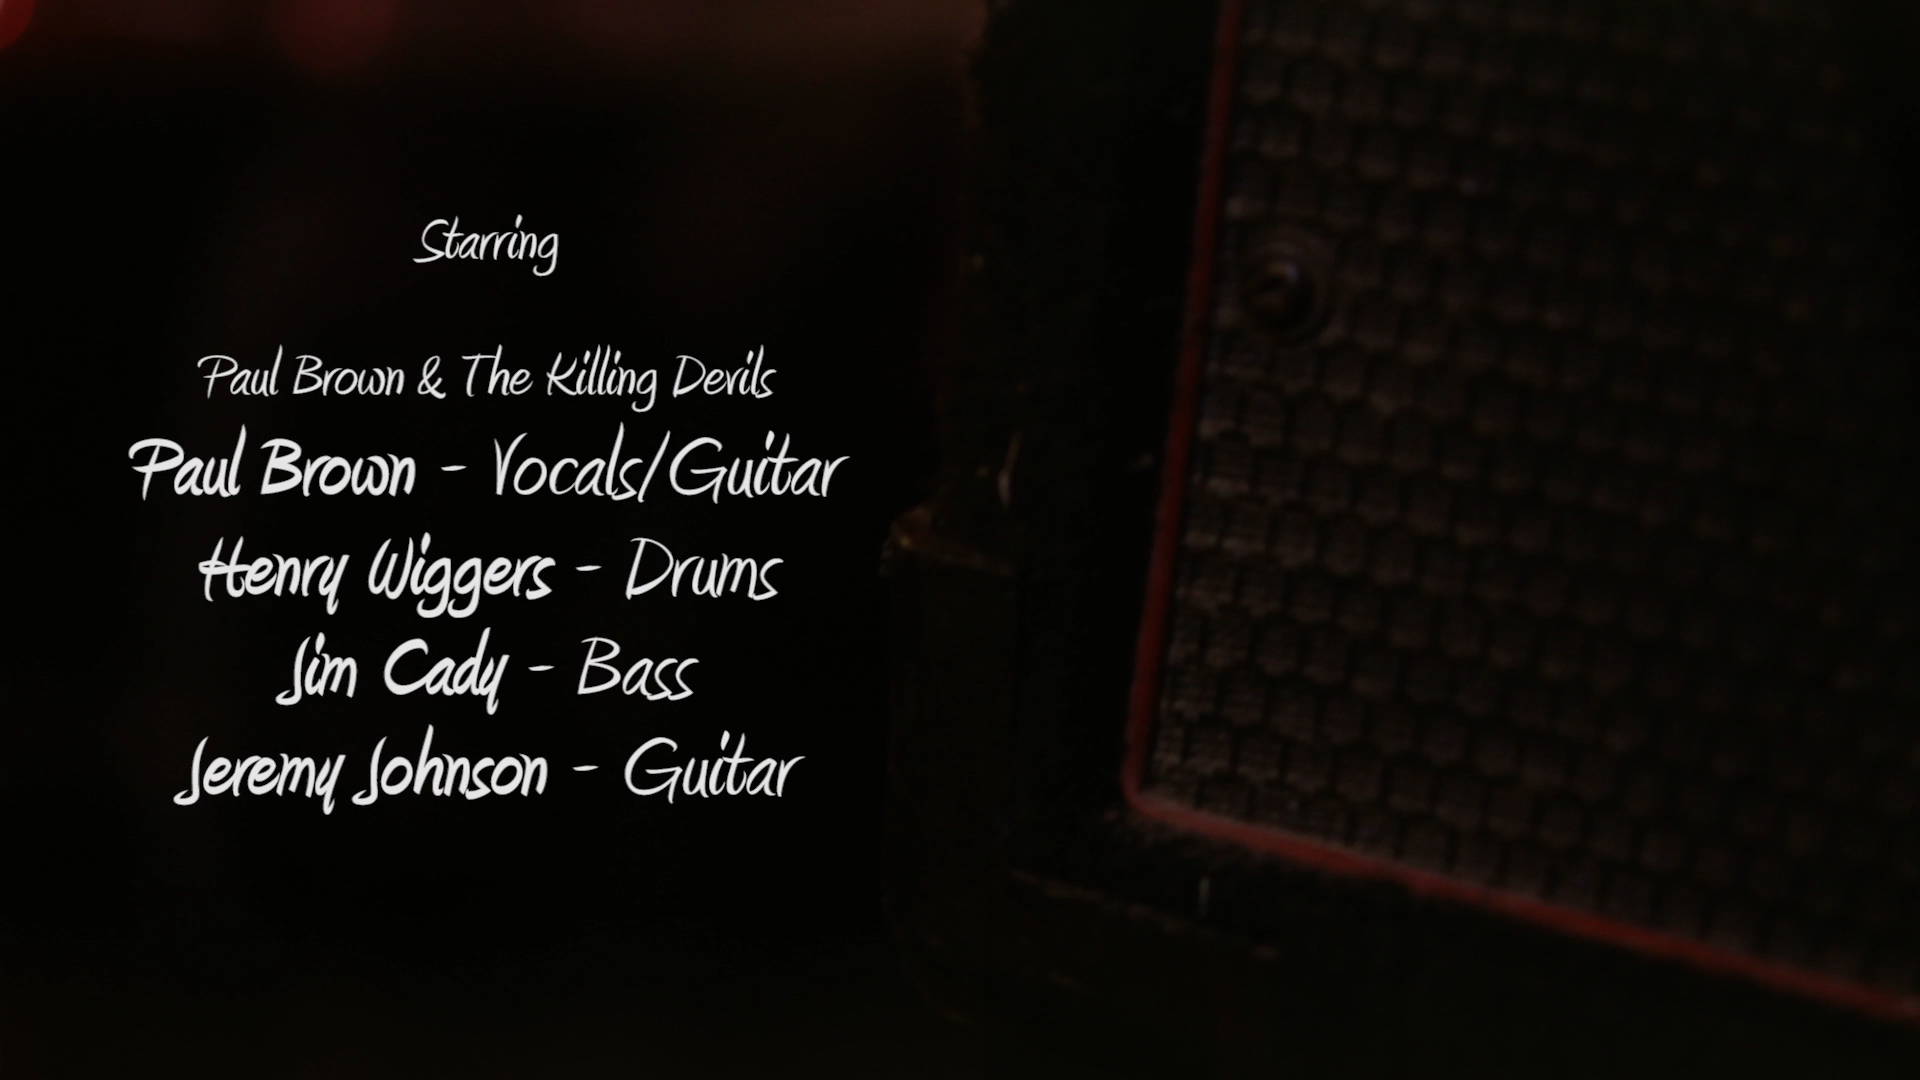 Starring
Paul Brown & The Killing Devils
Paul Brown - Vocals/Guitar
Henry Wiggers - Drums
Jim Cady - Bass
Jeremy Johnson - Guitar